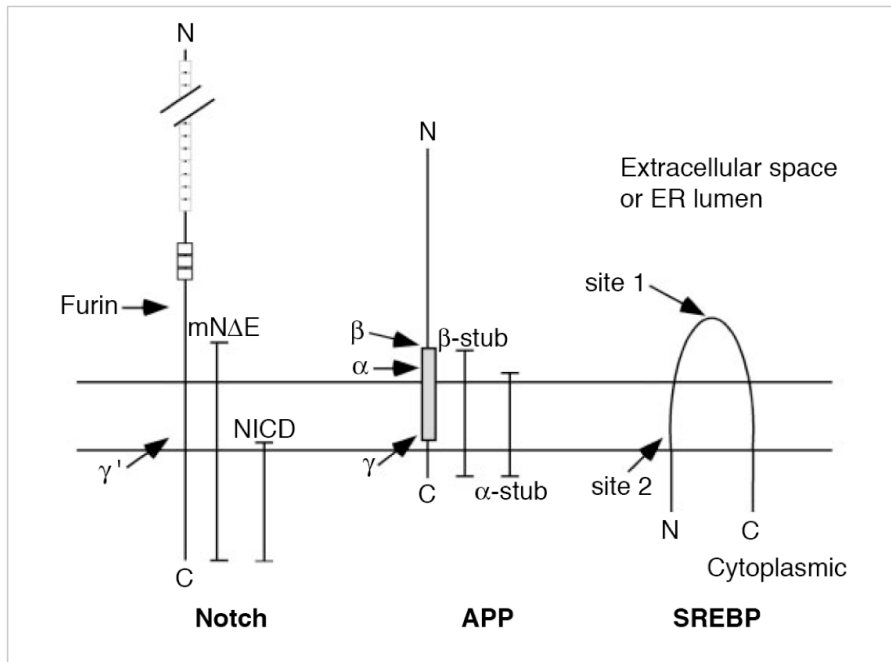 N
N
Extracellular space
or ER lumen
site 1
Furin
mNΔE
β
β-stub
α
NICD
γ'
γ
site 2
C
α-stub
N
C
C
Cytoplasmic
Notch
APP
SREBP